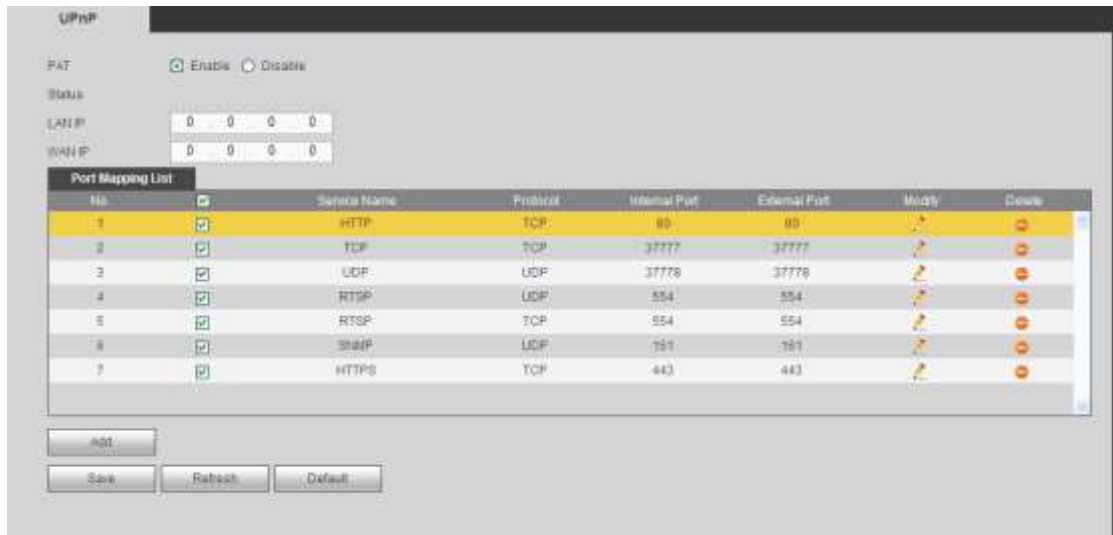 UPnP
PAT Enable Disable
Status
LAN IP 0 0 0 0
WAN IP 0 0 0 0
Port Mapping List
No. Service Name Protocol Internal Port External Port Modify Delete
1 HTTP TCP 80 80
2 TCP TCP 37777 37777
3 UDP UDP 37778 37778
4 RTSP UDP 554 554
5 RTSP TCP 554 554
6 SNMP UDP 161 161
7 HTTPS TCP 443 443
Add
Save Refresh Default